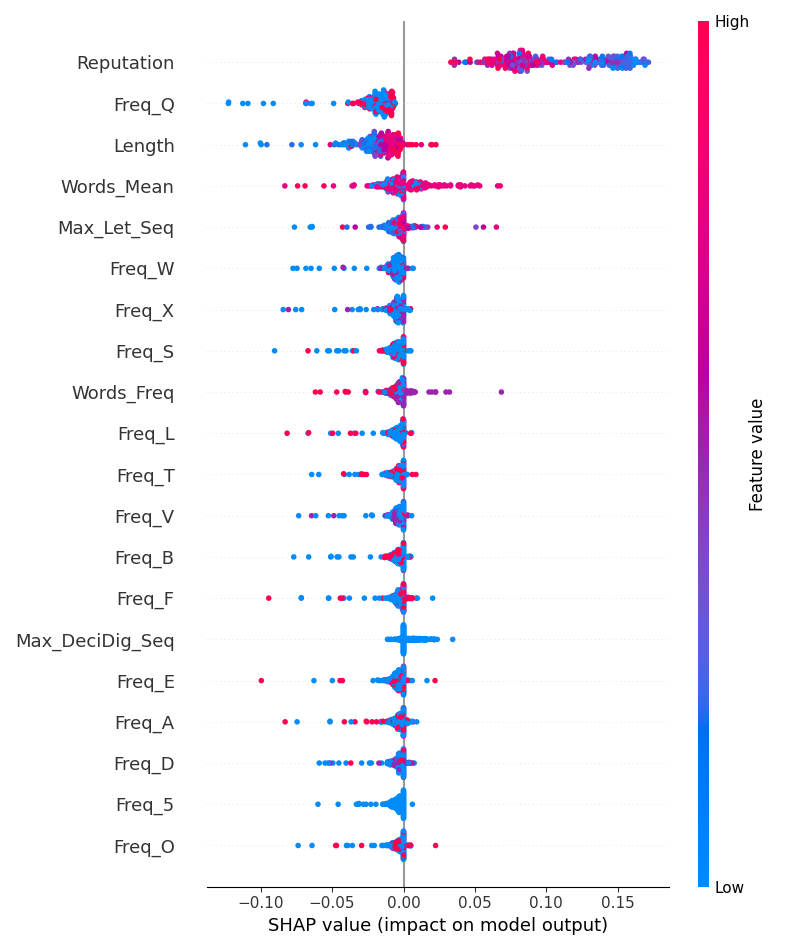 High
Reputation
Freq_Q
Length
Words_Mean
Max_Let_Seq
Freq_W
Freq_X
Freq_S
Words_Freq
Freq_L
Freq_T
Freq_V
Freq_B
Freq_F
Max_DeciDig_Seq
Freq_E
Freq_A
Freq_D
Freq_5
Freq_O
Feature value
Low
−0.10 −0.05 0.00 0.05 0.10 0.15
SHAP value (impact on model output)